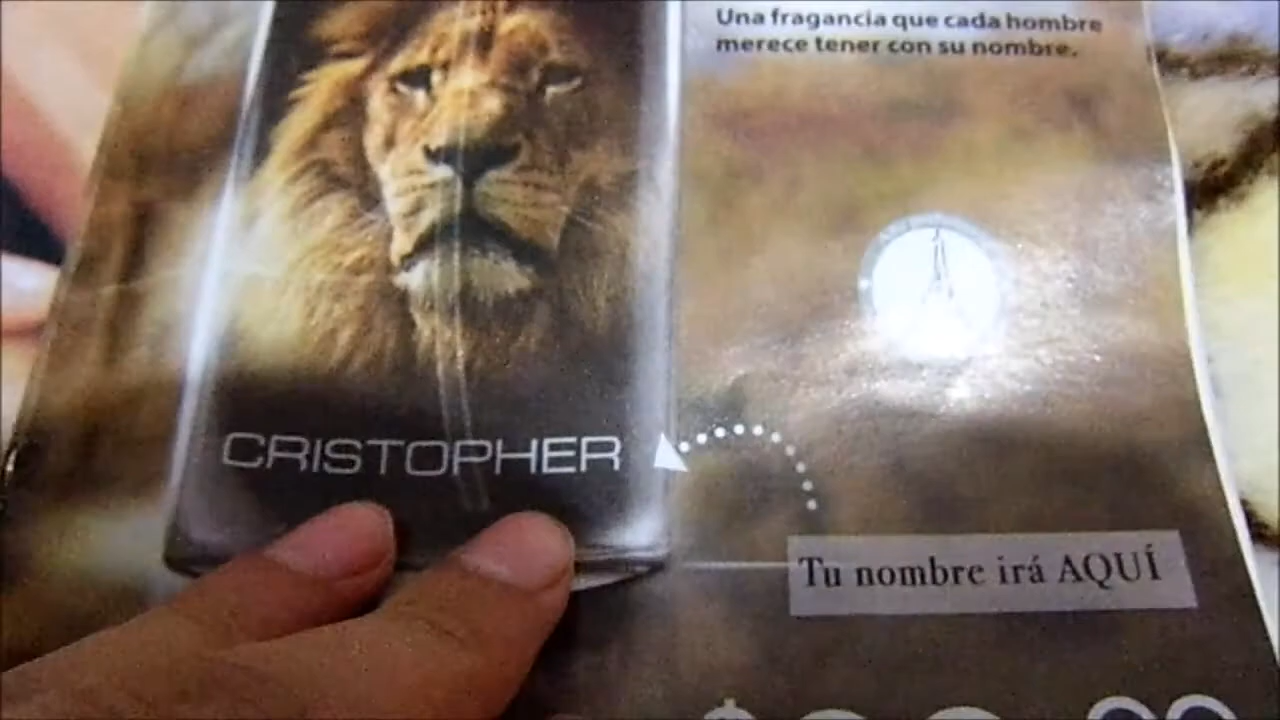 Una fragancia que cada hombre
merece tener con su nombre.
CRISTOPHER
Tu nombre irá AQUÍ